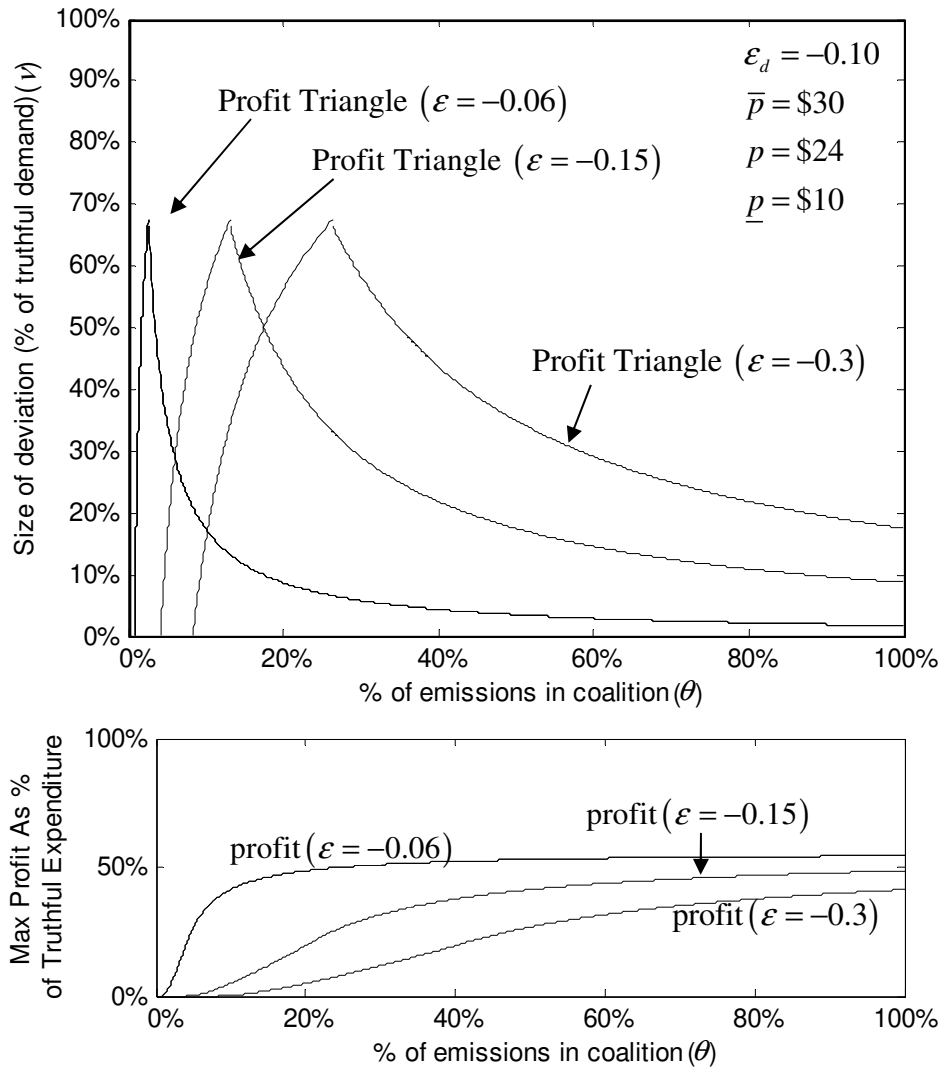 100%
90%
80%
70%
60%
50%
40%
30%
20%
10%
0%
Size of deviation (% of truthful demand) (ν)
Profit Triangle (ε = −0.06)
Profit Triangle (ε = −0.15)
Profit Triangle (ε = −0.3)
ε_d = −0.10
p̅ = $30
p = $24
p̲ = $10
0% 20% 40% 60% 80% 100%
% of emissions in coalition (θ)
100%
50%
0%
Max Profit As %
of Truthful Expenditure
profit (ε = −0.06)
profit (ε = −0.15)
profit (ε = −0.3)
0% 20% 40% 60% 80% 100%
% of emissions in coalition (θ)